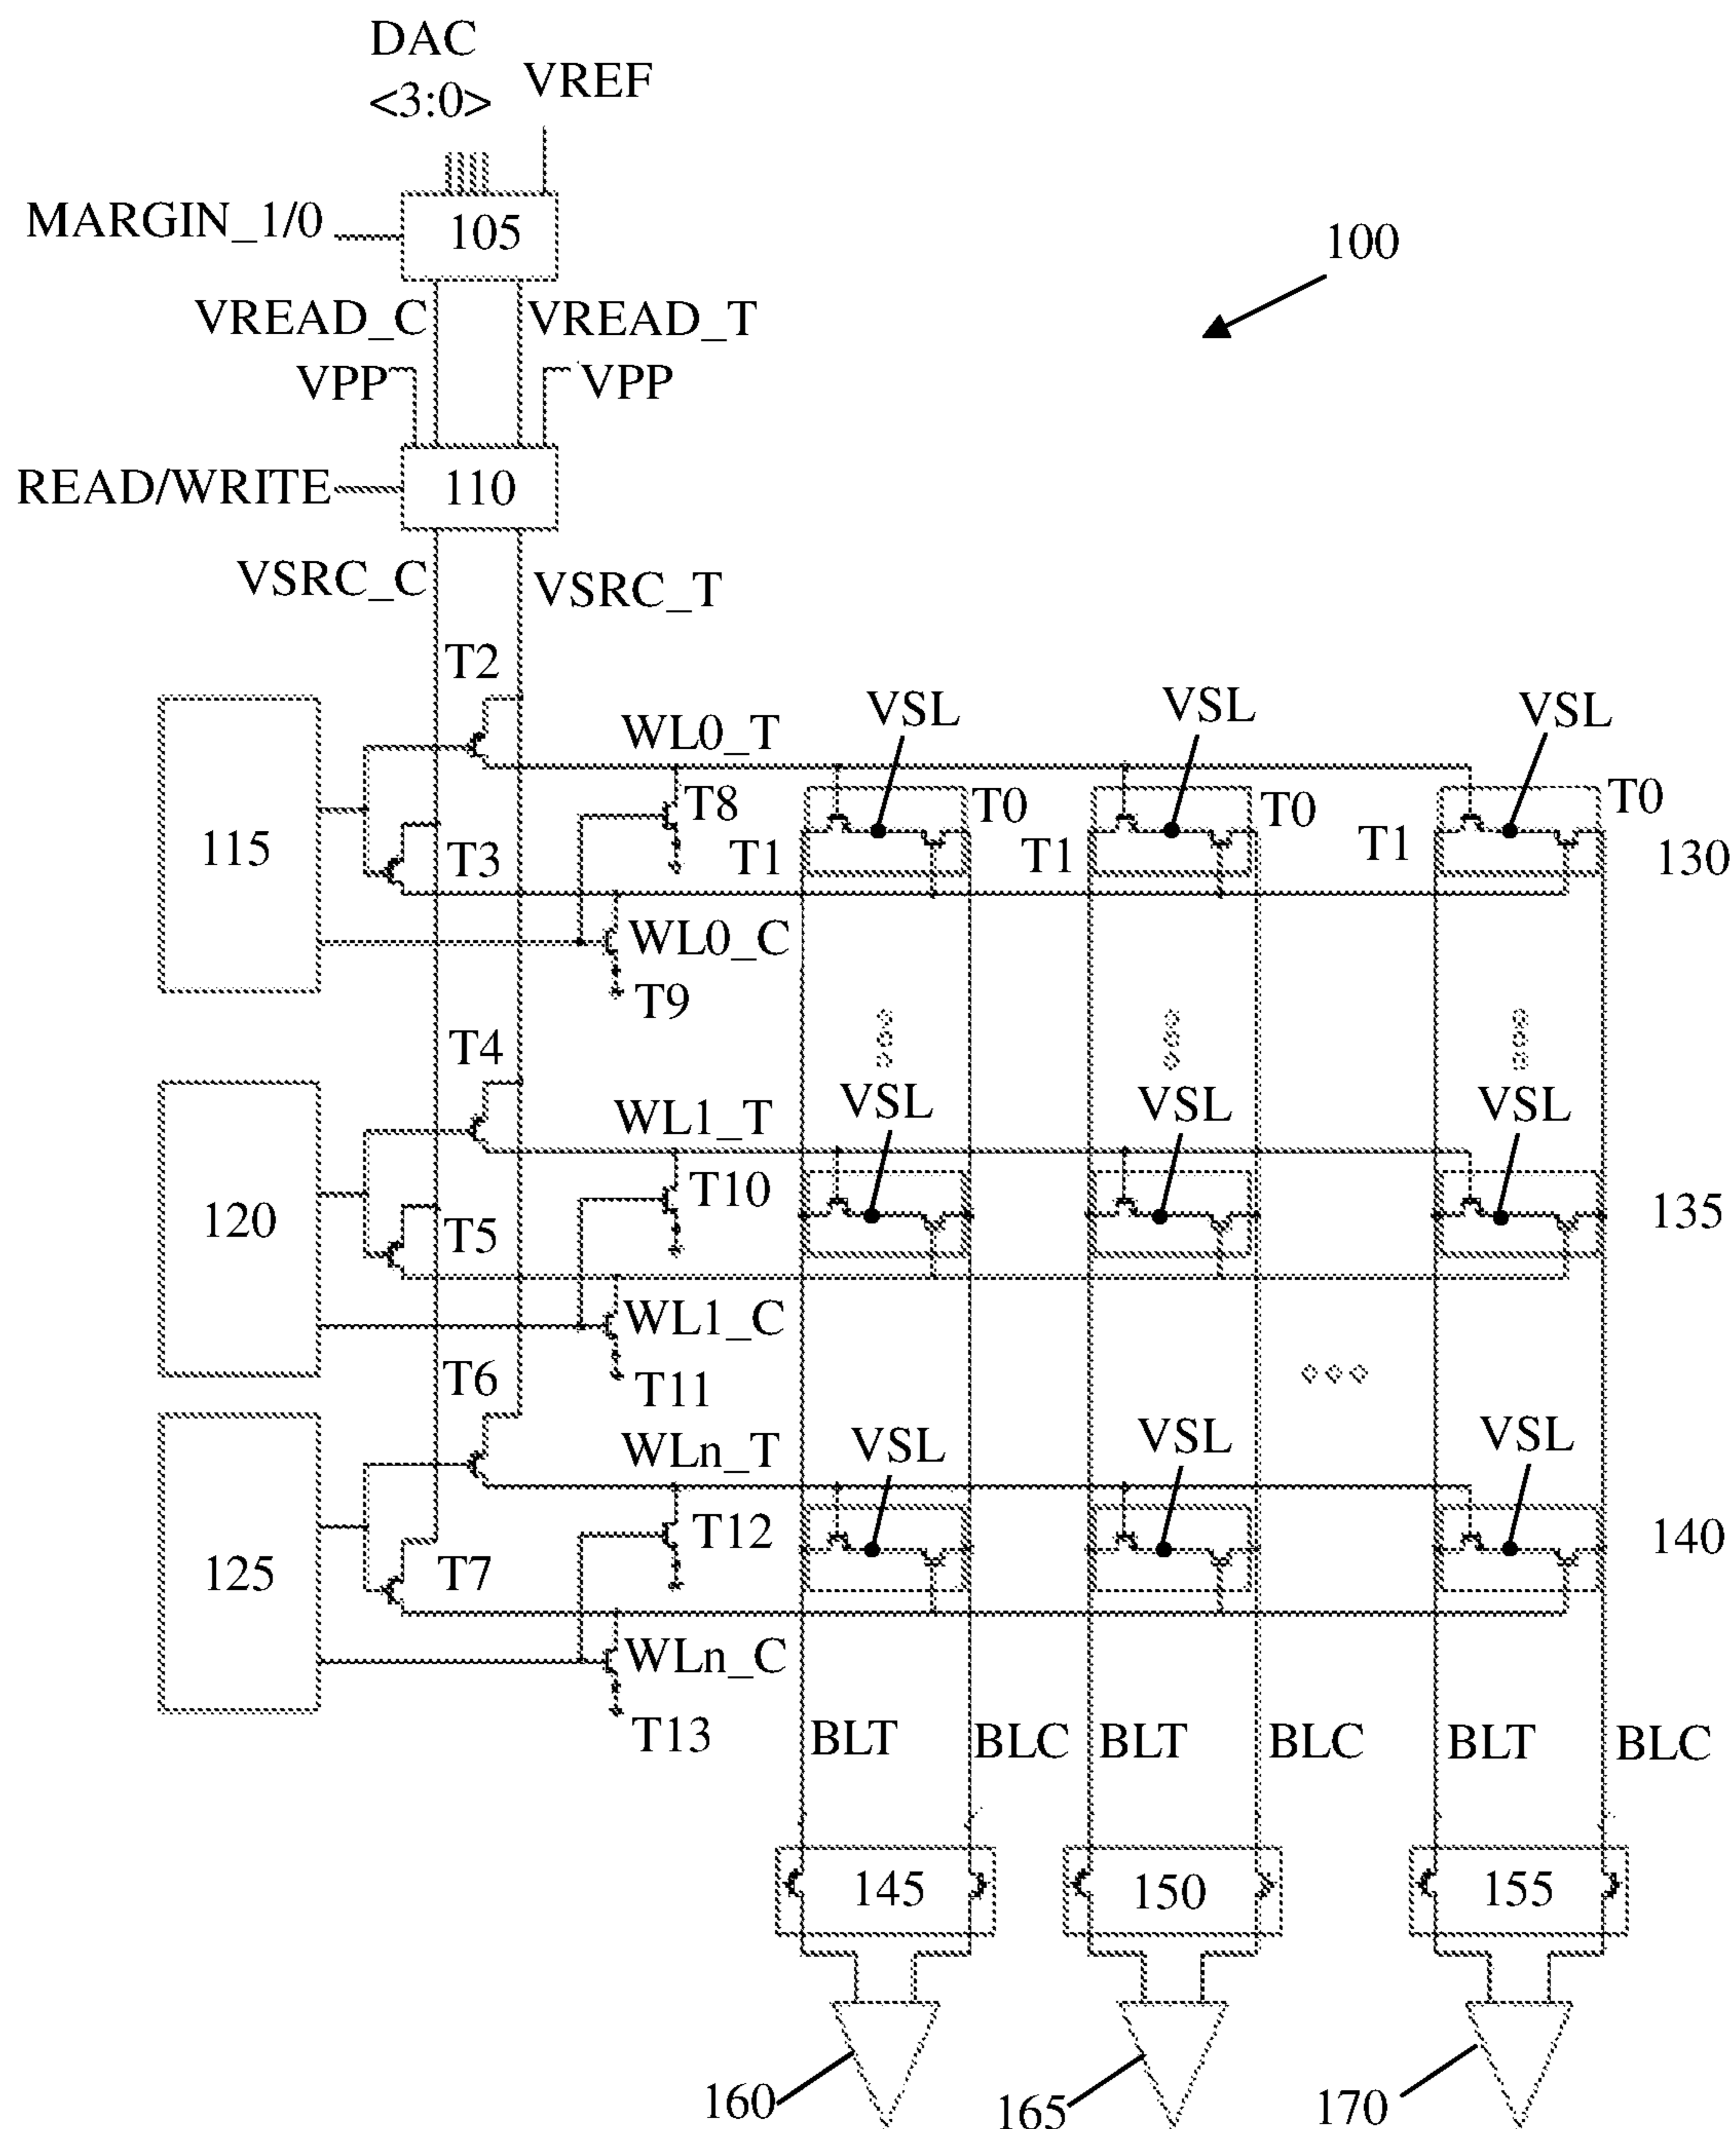 DAC
<3:0>
VREF
MARGIN_1/0
105
100
VREAD_C
VREAD_T
VPP
VPP
READ/WRITE
110
VSRC_C
VSRC_T
T2
WL0_T
VSL
VSL
VSL
115
T3
T8
T1
T0
T1
T0
T1
T0
130
WL0_C
T9
T4
WL1_T
VSL
VSL
VSL
120
T5
T10
135
WL1_C
T11
T6
WLn_T
VSL
VSL
VSL
125
T7
T12
140
WLn_C
T13
BLT
BLC
BLT
BLC
BLT
BLC
145
150
155
160
165
170